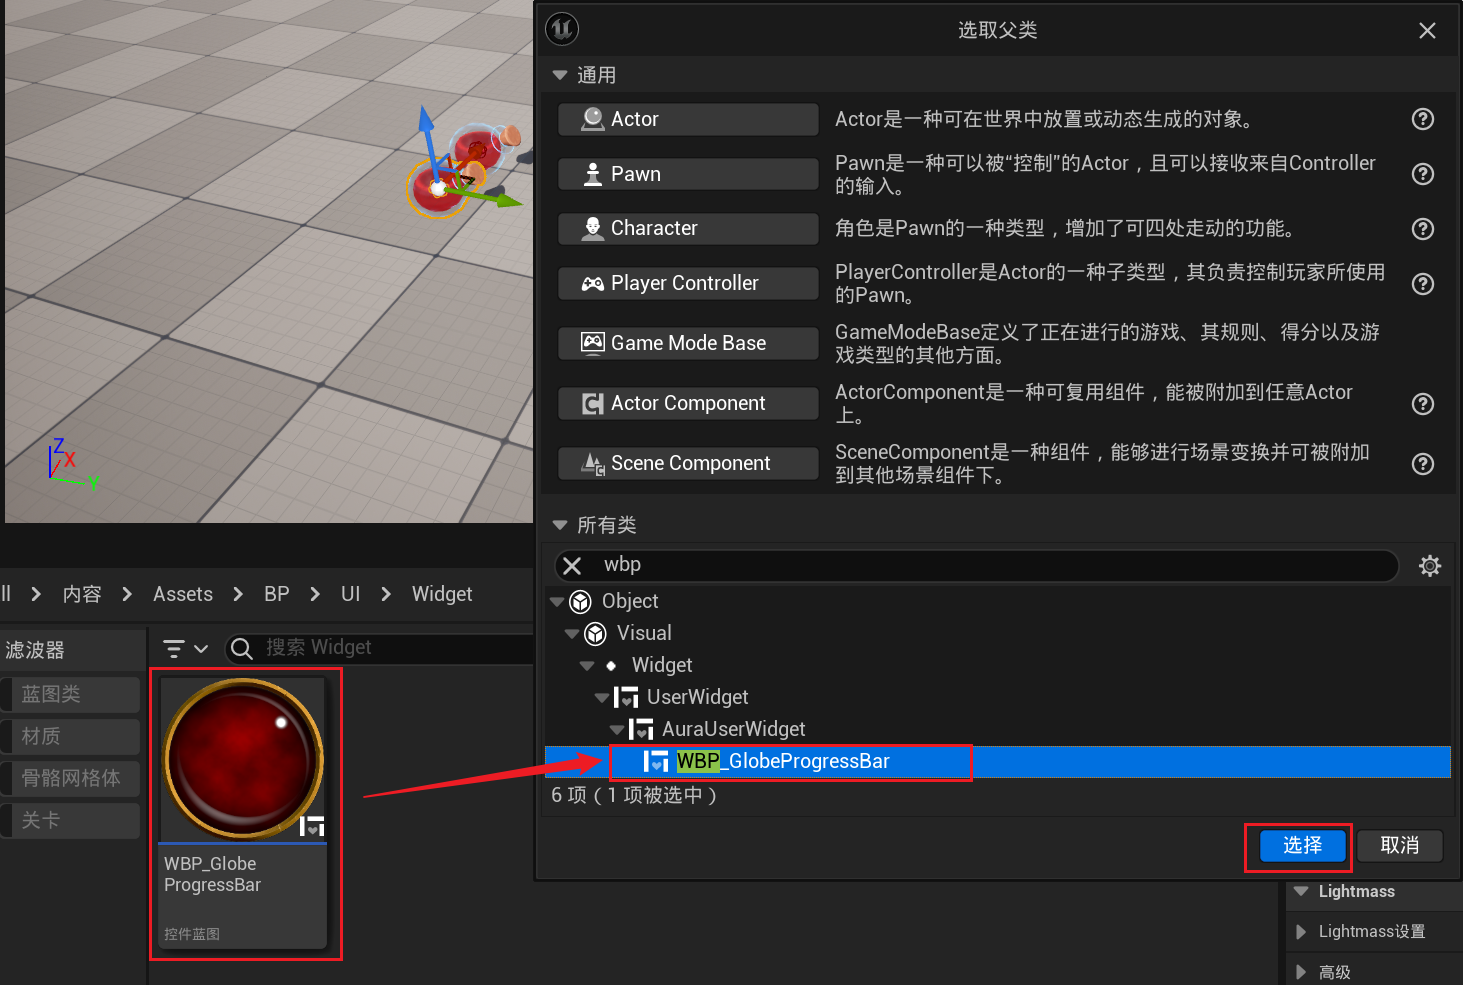 选取父类
通用
Actor
Actor是一种可在世界中放置或动态生成的对象。
Pawn
Pawn是一种可以被“控制”的Actor，且可以接收来自Controller
的输入。
Character
角色是Pawn的一种类型，增加了可四处走动的功能。
Player Controller
PlayerController是Actor的一种子类型，其负责控制玩家所使用
的Pawn。
Game Mode Base
GameModeBase定义了正在进行的游戏、其规则、得分以及游
戏类型的其他方面。
Actor Component
ActorComponent是一种可复用组件，能被附加到任意Actor
上。
Scene Component
SceneComponent是一种组件，能够进行场景变换并可被附加
到其他场景组件下。
所有类
wbp
Object
Visual
Widget
UserWidget
AuraUserWidget
WBP_GlobeProgressBar
6 项（1 项被选中）
选择
取消
Z
X
Y
ll > 内容 > Assets > BP > UI > Widget
滤波器
搜索 Widget
蓝图类
材质
骨骼网格体
关卡
WBP_Globe
ProgressBar
控件蓝图
Lightmass
Lightmass设置
高级